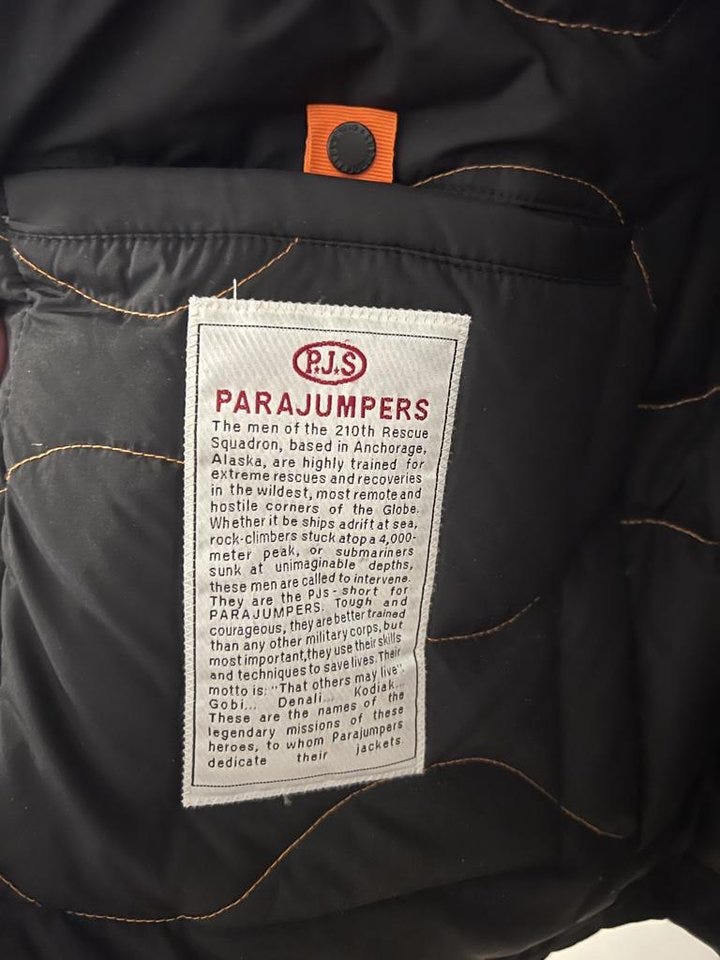 P.J.S
PARAJUMPERS
The men of the 210th Rescue
Squadron, based in Anchorage,
Alaska, are highly trained for
extreme rescues and recoveries
in the wildest, most remote and
hostile corners of the Globe.
Whether it be ships adrift at sea,
rock-climbers stuck atop a 4,000-
meter peak, or submariners
sunk at unimaginable depths,
these men are called to intervene.
They are the PJs - short for
PARAJUMPERS. Tough and
courageous, they are better trained
than any other military corps, but
most important, they use their skills
and techniques to save lives. Their
motto is: "That others may live".
Gobi... Denali... Kodiak...
These are the names of the
legendary missions of these
heroes, to whom Parajumpers
dedicate their jackets.